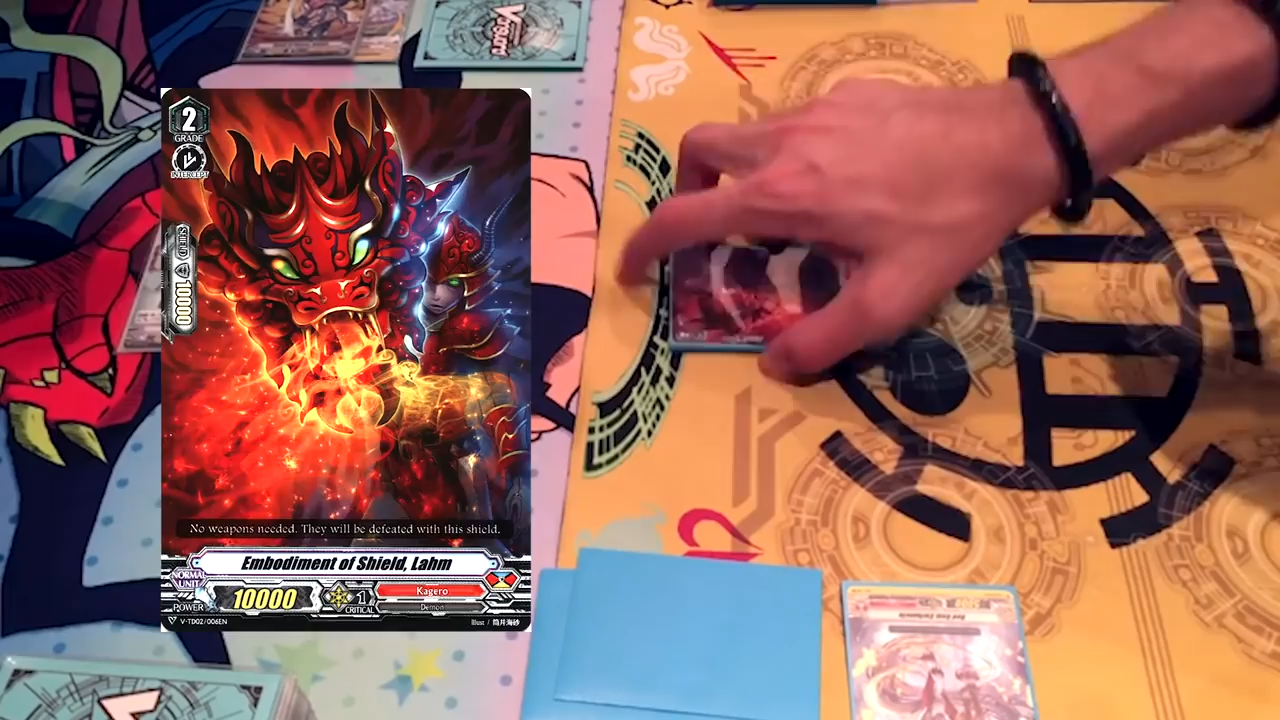 2
GRADE
INTERCEPT
SHIELD 10000
No weapons needed. They will be defeated with this shield.
Embodiment of Shield, Lahm
NORMAL
UNIT
POWER
10000
1
CRITICAL
Kagero
Demon
V-TD02/006EN
Illust / 筒井海砂